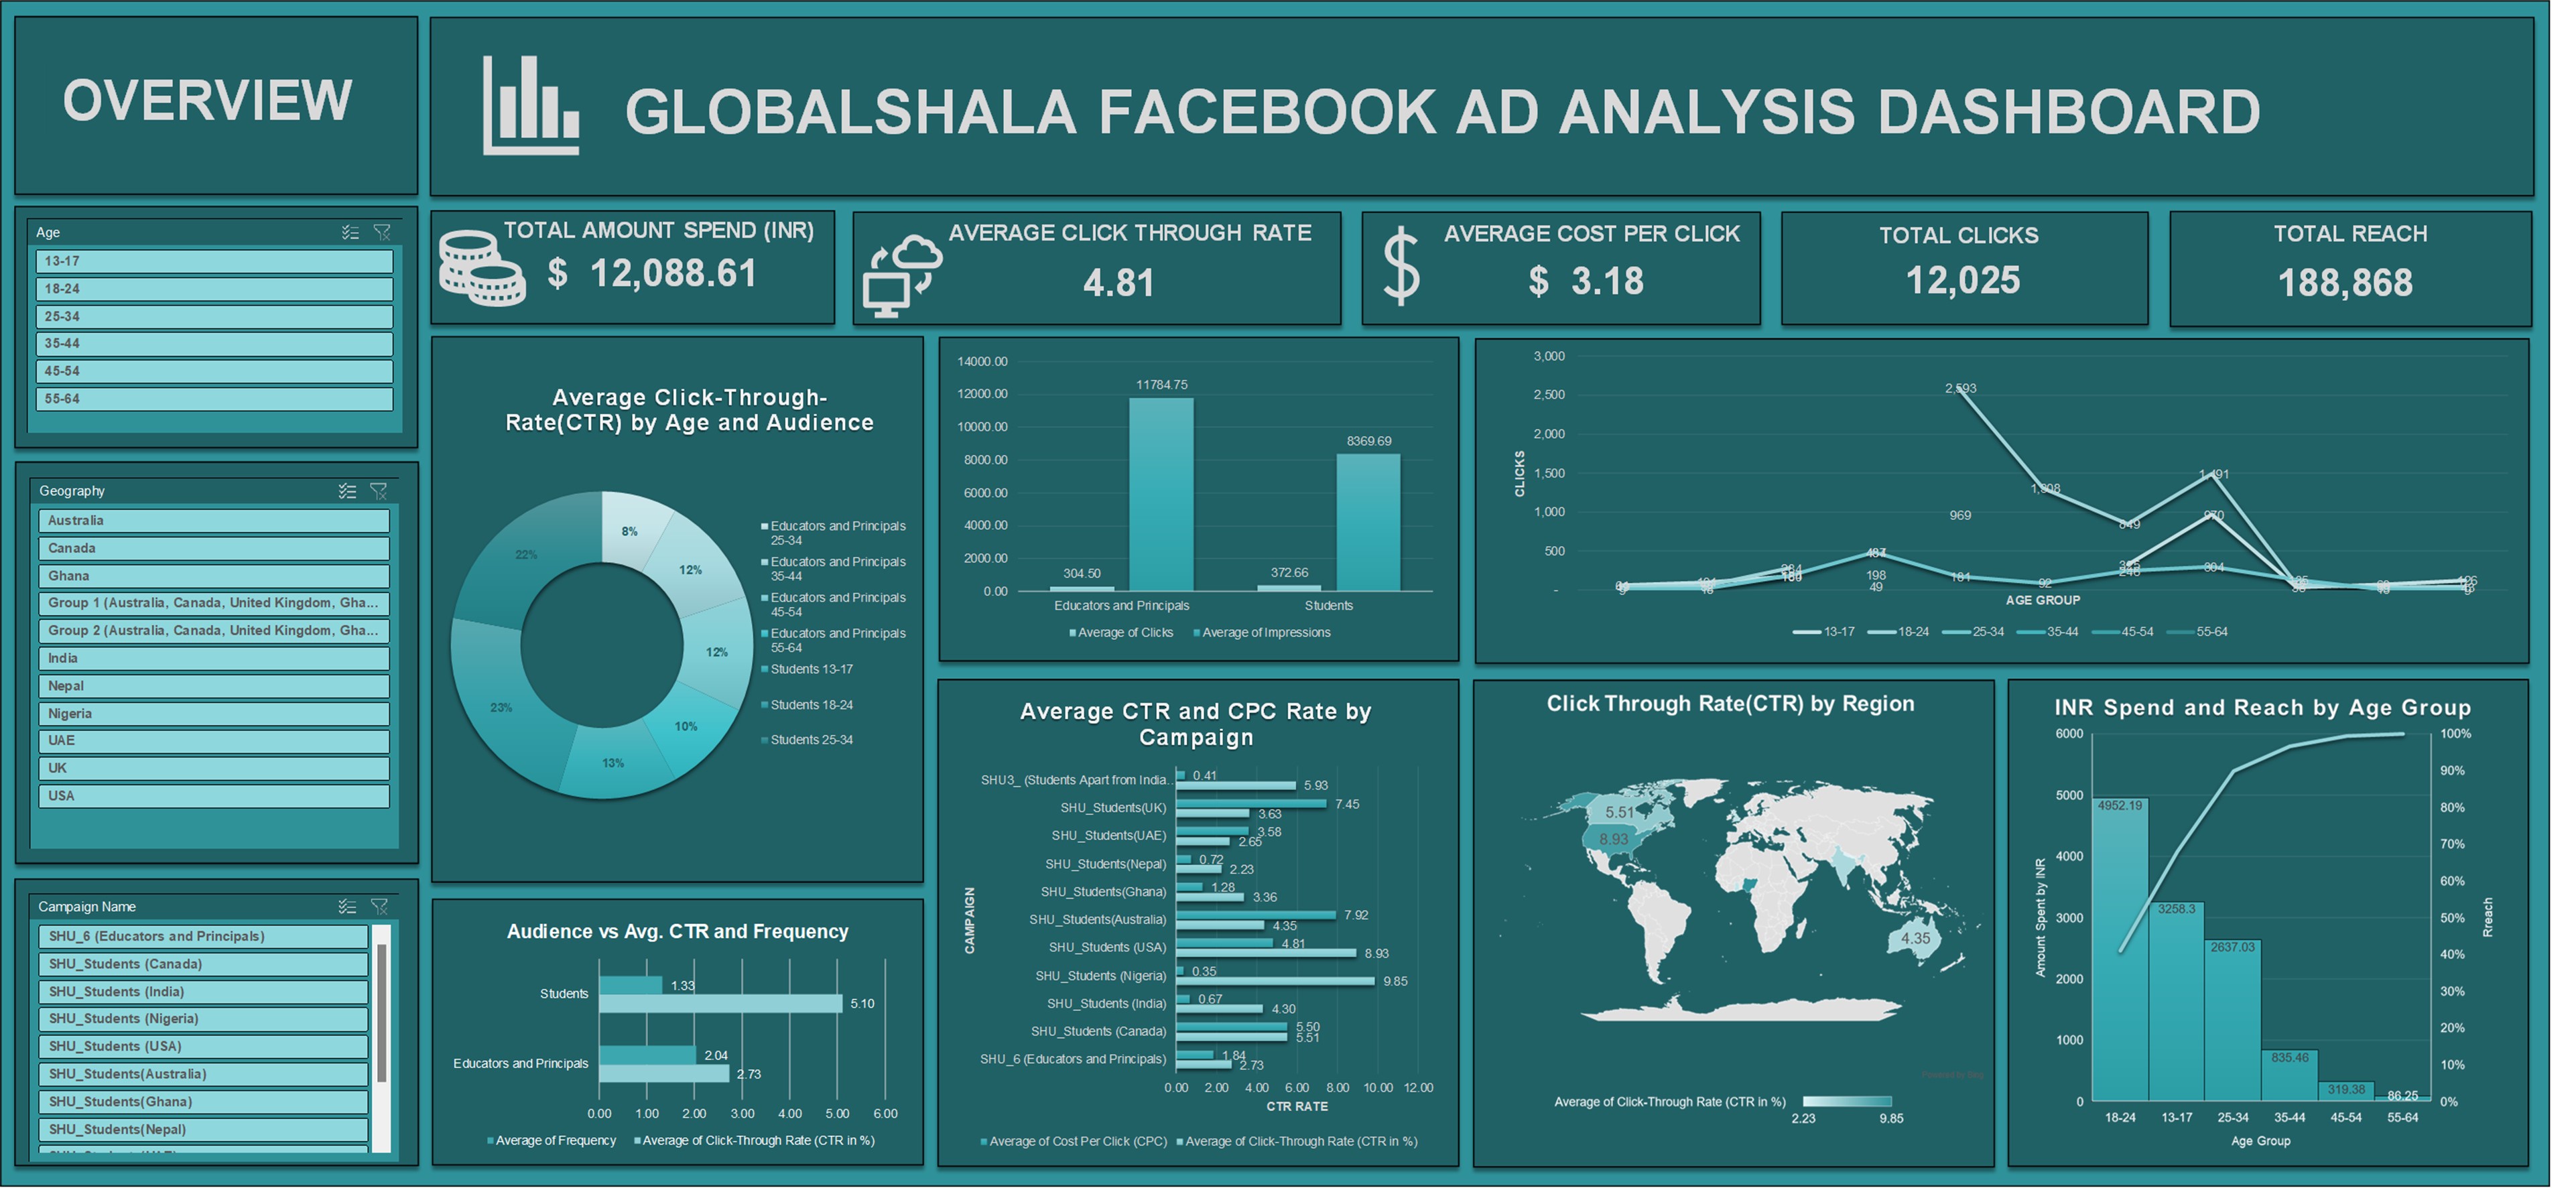 OVERVIEW
GLOBALSHALA FACEBOOK AD ANALYSIS DASHBOARD
Age
13-17
18-24
25-34
35-44
45-54
55-64
Geography
Australia
Canada
Ghana
Group 1 (Australia, Canada, United Kingdom, Gha...
Group 2 (Australia, Canada, United Kingdom, Gha...
India
Nepal
Nigeria
UAE
UK
USA
Campaign Name
SHU_6 (Educators and Principals)
SHU_Students (Canada)
SHU_Students (India)
SHU_Students (Nigeria)
SHU_Students (USA)
SHU_Students(Australia)
SHU_Students(Ghana)
SHU_Students(Nepal)
TOTAL AMOUNT SPEND (INR)
$ 12,088.61
AVERAGE CLICK THROUGH RATE
4.81
AVERAGE COST PER CLICK
$ 3.18
TOTAL CLICKS
12,025
TOTAL REACH
188,868
Average Click-Through-
Rate(CTR) by Age and Audience
8%
12%
12%
10%
13%
23%
22%
Educators and Principals
25-34
Educators and Principals
35-44
Educators and Principals
45-54
Educators and Principals
55-64
Students 13-17
Students 18-24
Students 25-34
14000.00
12000.00
10000.00
8000.00
6000.00
4000.00
2000.00
0.00
304.50
11784.75
372.66
8369.69
Educators and Principals
Students
Average of Clicks
Average of Impressions
CLICKS
3,000
2,500
2,000
1,500
1,000
500
-
2,593
969
849
1,491
970
198
49
181
92
304
AGE GROUP
13-17
18-24
25-34
35-44
45-54
55-64
Audience vs Avg. CTR and Frequency
Students
1.33
5.10
Educators and Principals
2.04
2.73
0.00 1.00 2.00 3.00 4.00 5.00 6.00
Average of Frequency
Average of Click-Through Rate (CTR in %)
Average CTR and CPC Rate by
Campaign
CAMPAIGN
SHU3_ (Students Apart from India..
0.41
5.93
SHU_Students(UK)
7.45
3.63
SHU_Students(UAE)
3.58
2.65
SHU_Students(Nepal)
0.72
2.23
SHU_Students(Ghana)
1.28
3.36
SHU_Students(Australia)
7.92
4.35
SHU_Students (USA)
4.81
8.93
SHU_Students (Nigeria)
0.35
9.85
SHU_Students (India)
0.67
4.30
SHU_Students (Canada)
5.50
5.51
SHU_6 (Educators and Principals)
1.84
2.73
0.00 2.00 4.00 6.00 8.00 10.00 12.00
CTR RATE
Average of Cost Per Click (CPC)
Average of Click-Through Rate (CTR in %)
Click Through Rate(CTR) by Region
5.51
8.93
4.35
Average of Click-Through Rate (CTR in %)
2.23
9.85
INR Spend and Reach by Age Group
Amount Spent by INR
6000
5000
4000
3000
2000
1000
0
4952.19
3258.3
2637.03
835.46
319.38
86.25
100%
90%
80%
70%
60%
50%
40%
30%
20%
10%
0%
Rreach
18-24
13-17
25-34
35-44
45-54
55-64
Age Group